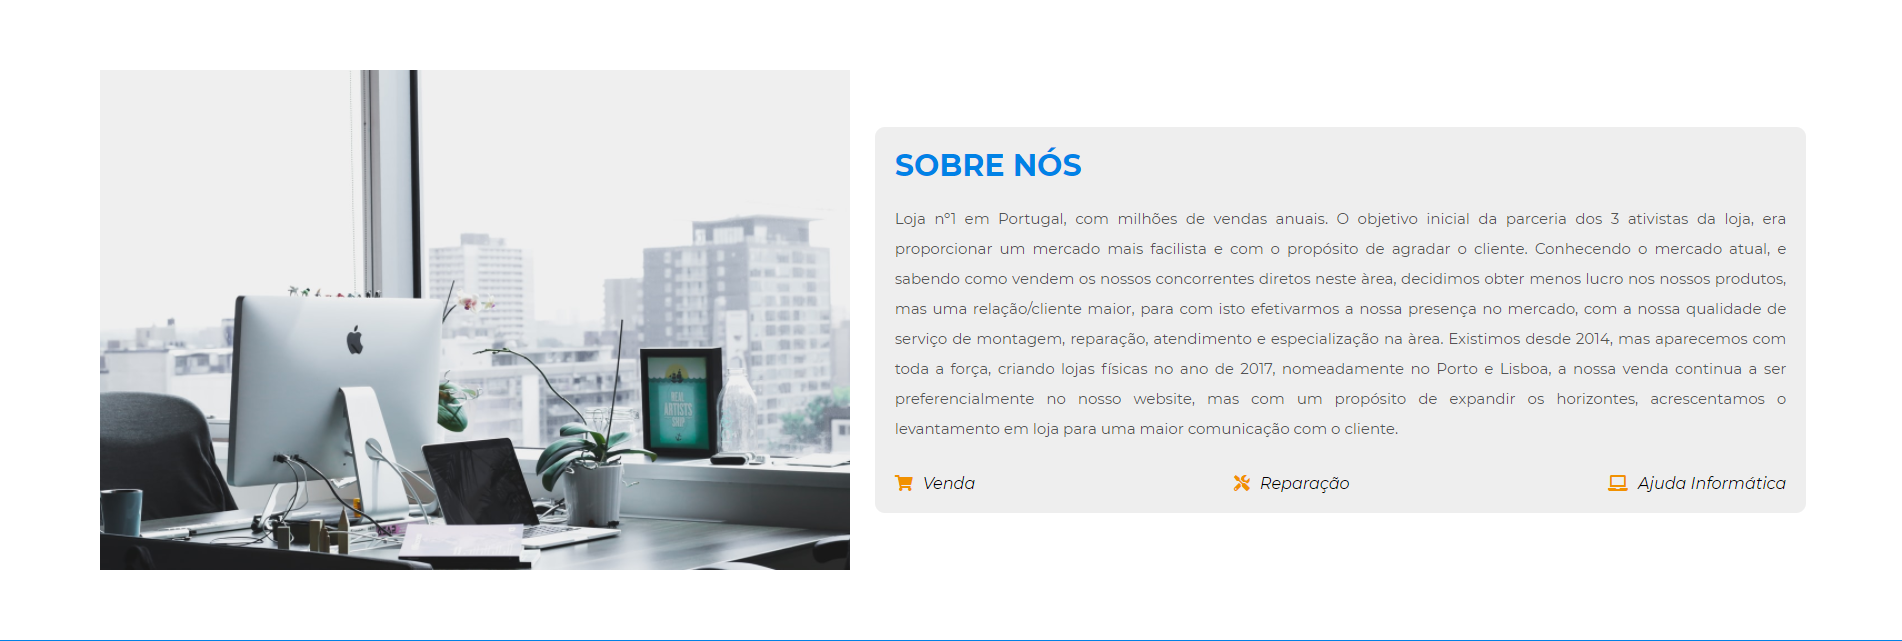 SOBRE NÓS
Loja nº1 em Portugal, com milhões de vendas anuais. O objetivo inicial da parceria dos 3 ativistas da loja, era
proporcionar um mercado mais facilista e com o propósito de agradar o cliente. Conhecendo o mercado atual, e
sabendo como vendem os nossos concorrentes diretos neste àrea, decidimos obter menos lucro nos nossos produtos,
mas uma relação/cliente maior, para com isto efetivarmos a nossa presença no mercado, com a nossa qualidade de
serviço de montagem, reparação, atendimento e especialização na àrea. Existimos desde 2014, mas aparecemos com
toda a força, criando lojas físicas no ano de 2017, nomeadamente no Porto e Lisboa, a nossa venda continua a ser
preferencialmente no nosso website, mas com um propósito de expandir os horizontes, acrescentamos o
levantamento em loja para uma maior comunicação com o cliente.
Venda
Reparação
Ajuda Informática
REAL
ARTISTS
SHIP